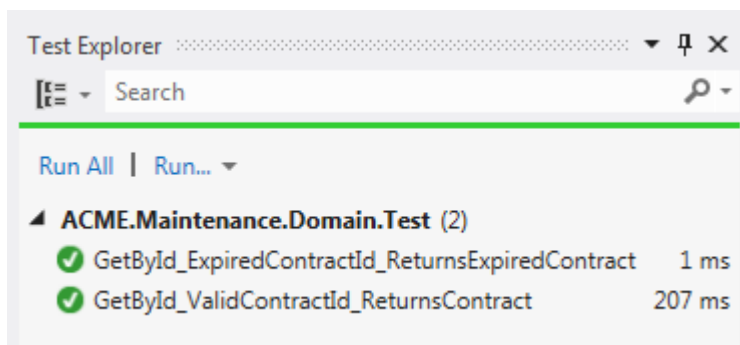 Test Explorer
Search
Run All | Run...
ACME.Maintenance.Domain.Test (2)
GetById_ExpiredContractId_ReturnsExpiredContract 1 ms
GetById_ValidContractId_ReturnsContract 207 ms